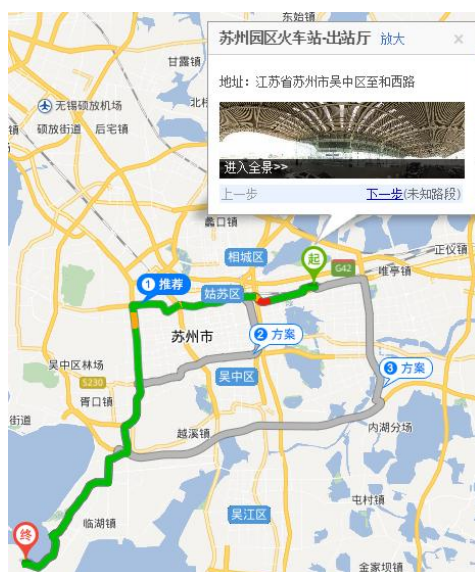 东始镇
苏州园区火车站-出站厅 放大
地址：江苏省苏州市吴中区至和西路
进入全景>>
上一步
下一步(未知路段)
甘露镇
无锡硕放机场
硕放街道 后宅镇
北桥
镇
蠡口镇
相城区
起
G42
正仪镇
唯亭镇
1 推荐
姑苏区
苏州市
2 方案
吴中区林场
S230
胥口镇
吴中区
3 方案
街道
越溪镇
内湖分场
终
临湖镇
吴江区
屯村镇
金家坝镇